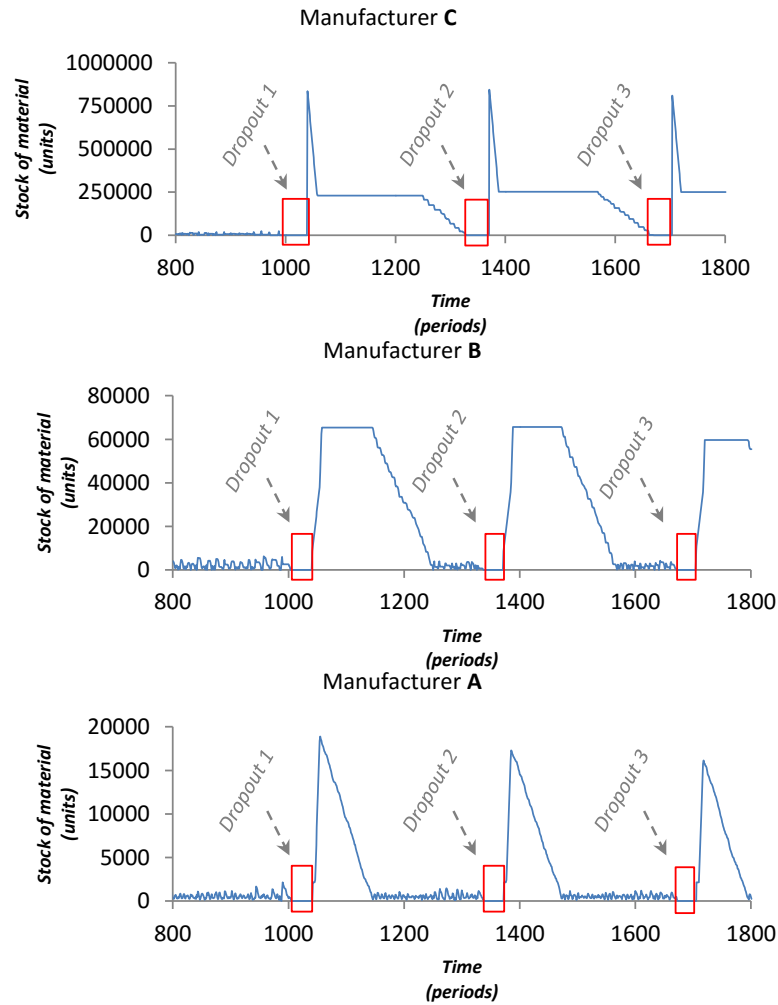 Manufacturer C
Stock of material
(units)
1000000
750000
500000
250000
0
Dropout 1
Dropout 2
Dropout 3
800
1000
1200
1400
1600
1800
Time
(periods)
Manufacturer B
Stock of material
(units)
80000
60000
40000
20000
0
Dropout 1
Dropout 2
Dropout 3
800
1000
1200
1400
1600
1800
Time
(periods)
Manufacturer A
Stock of material
(units)
20000
15000
10000
5000
0
Dropout 1
Dropout 2
Dropout 3
800
1000
1200
1400
1600
1800
Time
(periods)